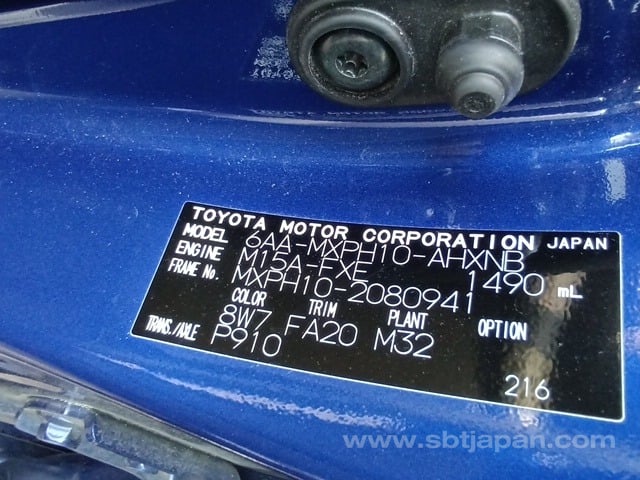 TOYOTA MOTOR CORPORATION JAPAN
MODEL 6AA-MXPH10-AHXNB
ENGINE M15A-FXE 1490 mL
FRAME No. MXPH10-2080941
COLOR TRIM PLANT OPTION
8W7 FA20 M32
TRANS./AXLE P910
216
www.sbtjapan.com